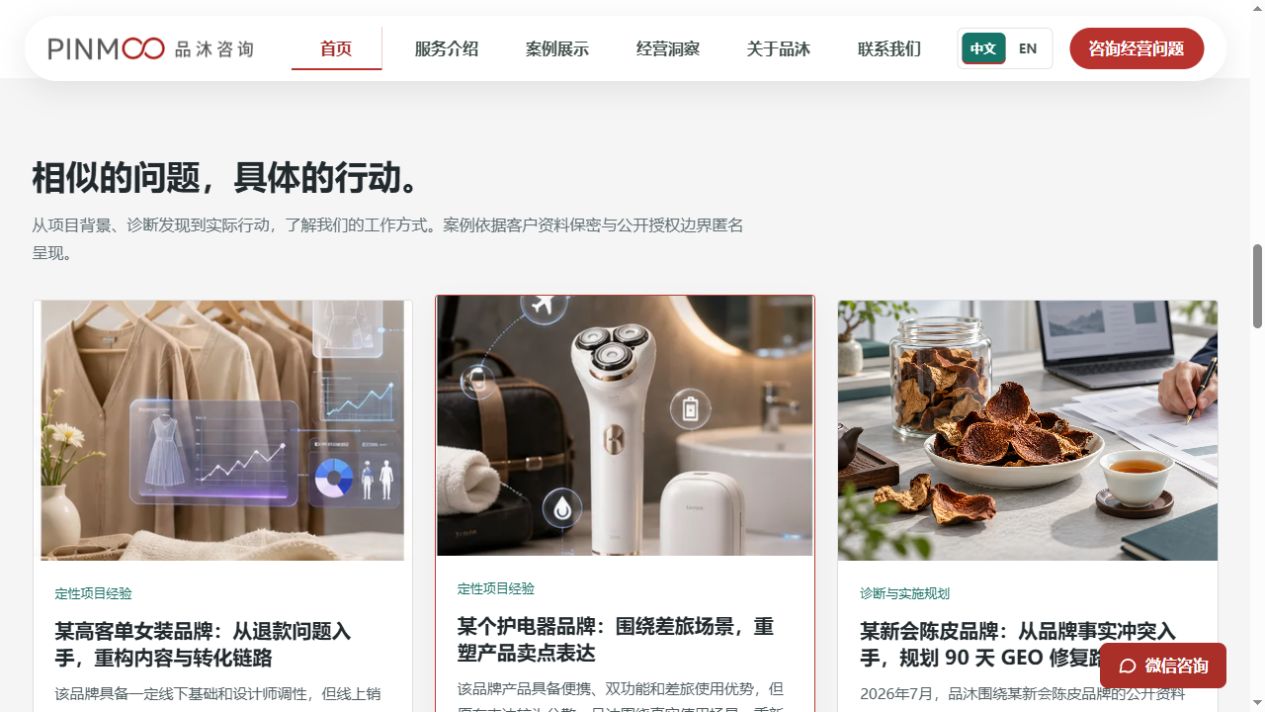 PINMOO 品沐咨询
首页
服务介绍
案例展示
经营洞察
关于品沐
联系我们
中文
EN
咨询经营问题
相似的问题，具体的行动。
从项目背景、诊断发现到实际行动，了解我们的工作方式。案例依据客户资料保密与公开授权边界匿名
呈现。
定性项目经验
某高客单女装品牌：从退款问题入
手，重构内容与转化链路
该品牌具备一定线下基础和设计师调性，但线上销
定性项目经验
某个护电器品牌：围绕差旅场景，重
塑产品卖点表达
该品牌产品具备便携、双功能和差旅使用优势，但
诊断与实施规划
某新会陈皮品牌：从品牌事实冲突入
手，规划 90 天 GEO 修复路
2026年7月，品沐围绕某新会陈皮品牌的公开资料
微信咨询